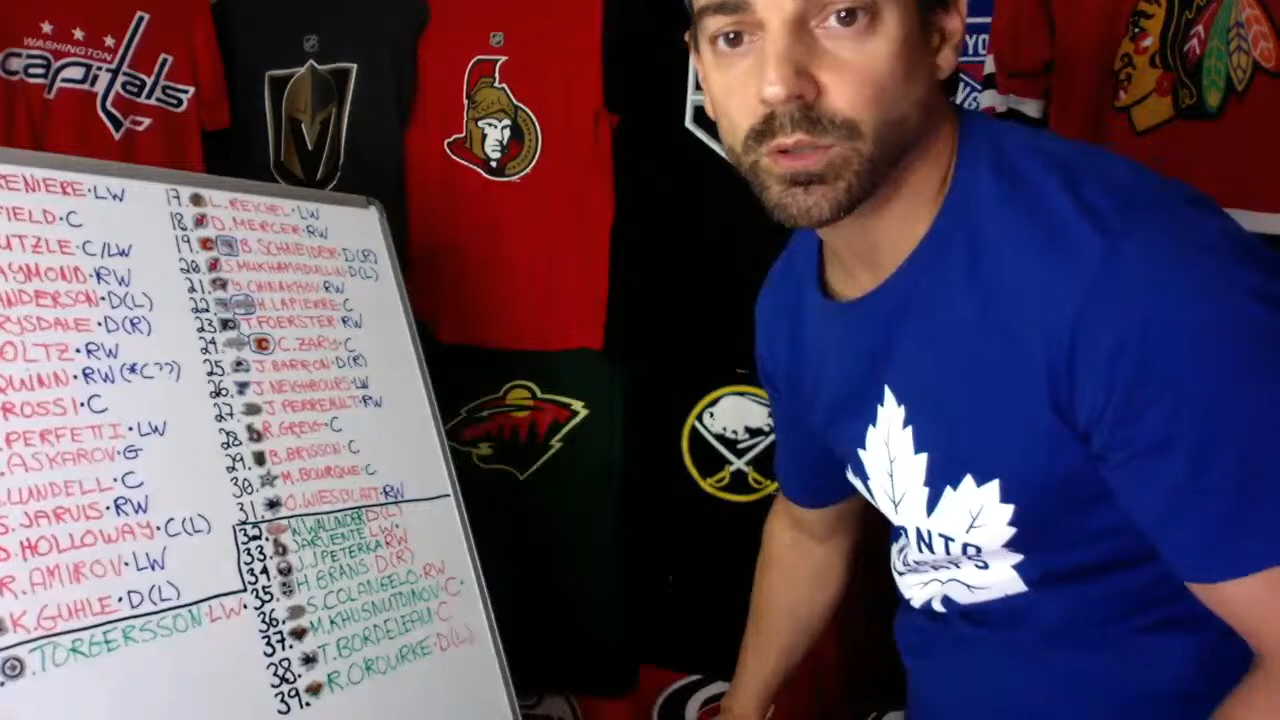 WASHINGTON
capitals
RENIERE·LW
FIELD·C
UTZLE·C/LW
AYMOND·RW
ANDERSON·D(L)
RYSDALE·D(R)
OLTZ·RW
QUINN·RW(*C??)
ROSSI·C
.PERFETTI·LW
.ASKAROV·G
.LUNDELL·C
S.JARVIS·RW
D.HOLLOWAY·C(L)
R.AMIROV·LW
K.GUHLE·D(L)
.TORGERSSON·LW·
17. L.REICHEL·LW
18. D.MERCER·RW
19. B.SCHNEIDER·D(R)
20. S.MUKHAMADULLIN·D(L)
21. Y.CHINAKHOV·RW
22. H.LAPIERRE·C
23. T.FOERSTER·RW
24. C.ZARY·C
25. J.BARRON·D(R)
26. J.NEIGHBOURS·LW
27. J.PERREAULT·RW
28. R.GREIG·C
29. B.BRISSON·C
30. M.BOURQUE·C
31. O.WIESBLATT·RW
32. W.WALLINDER D(L)
33. JARVENTE LW·
34. J.J.PETERKA RW
35. H BRANS·D(R)
36. S.COLANGELO·RW
37. M.KHUSNUTDINOV·C·
38. T.BORDELEAU·C
39. R.O'ROURKE·D(L)
YO
NTO